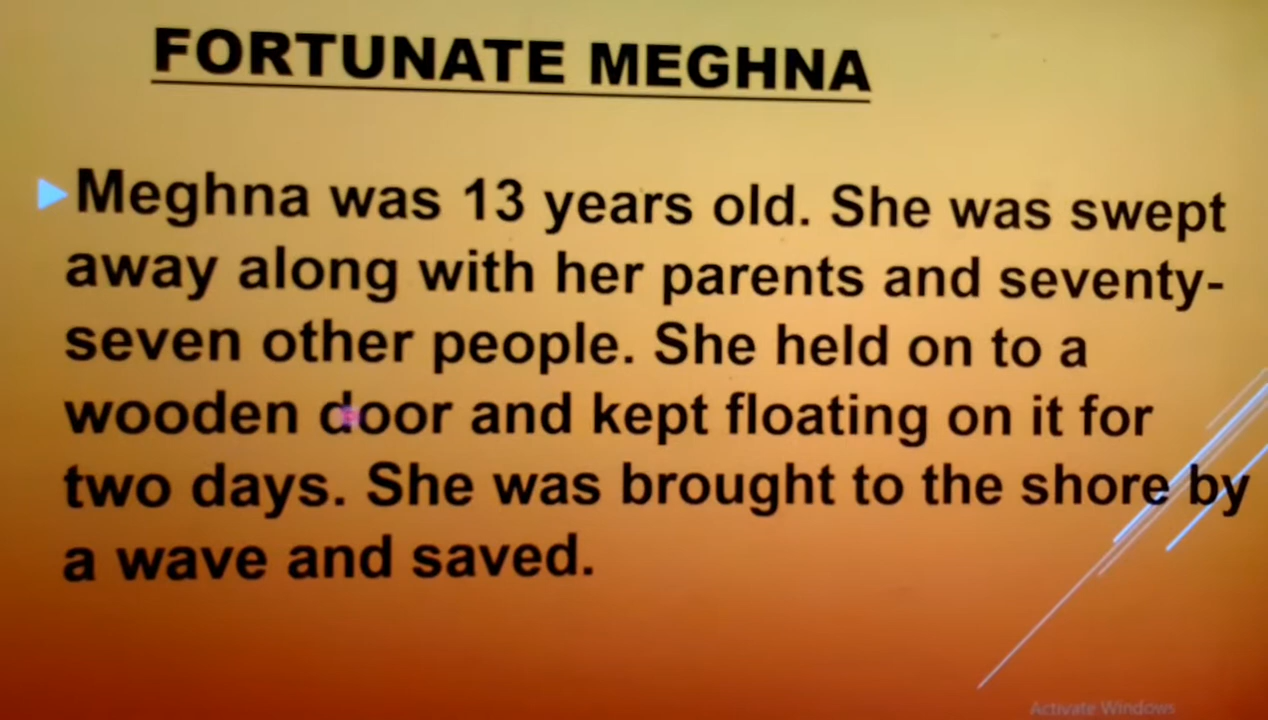 FORTUNATE MEGHNA
Meghna was 13 years old. She was swept
away along with her parents and seventy-
seven other people. She held on to a
wooden door and kept floating on it for
two days. She was brought to the shore by
a wave and saved.
Activate Windows